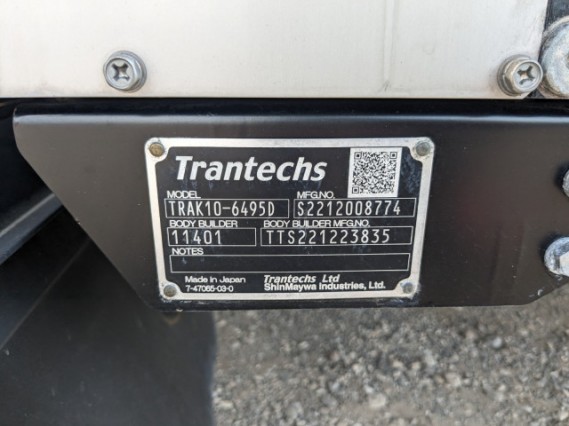 Trantechs
MODEL MFG.NO.
TRAK10-6495D S2212008774
BODY BUILDER BODY BUILDER MFG.NO.
11401 TTS221223835
NOTES
Made in Japan Trantechs Ltd
7-47065-03-0 ShinMaywa Industries, Ltd.